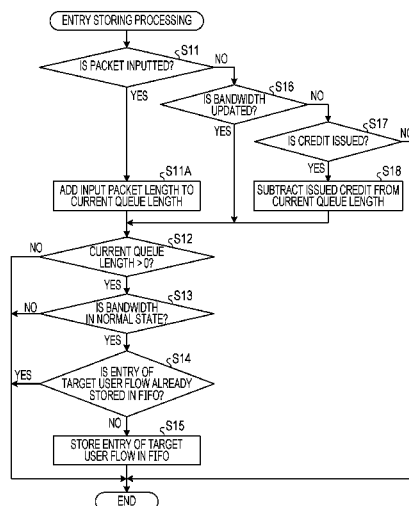 ENTRY STORING PROCESSING
S11
IS PACKET INPUTTED?
NO
YES
S16
IS BANDWIDTH
UPDATED?
NO
YES
S17
IS CREDIT ISSUED?
NO
YES
S11A
ADD INPUT PACKET LENGTH TO
CURRENT QUEUE LENGTH
S18
SUBTRACT ISSUED CREDIT FROM
CURRENT QUEUE LENGTH
S12
NO
CURRENT QUEUE
LENGTH > 0?
YES
S13
NO
IS BANDWIDTH
IN NORMAL STATE?
YES
S14
YES
IS ENTRY OF
TARGET USER FLOW ALREADY
STORED IN FIFO?
NO
S15
STORE ENTRY OF TARGET
USER FLOW IN FIFO
END